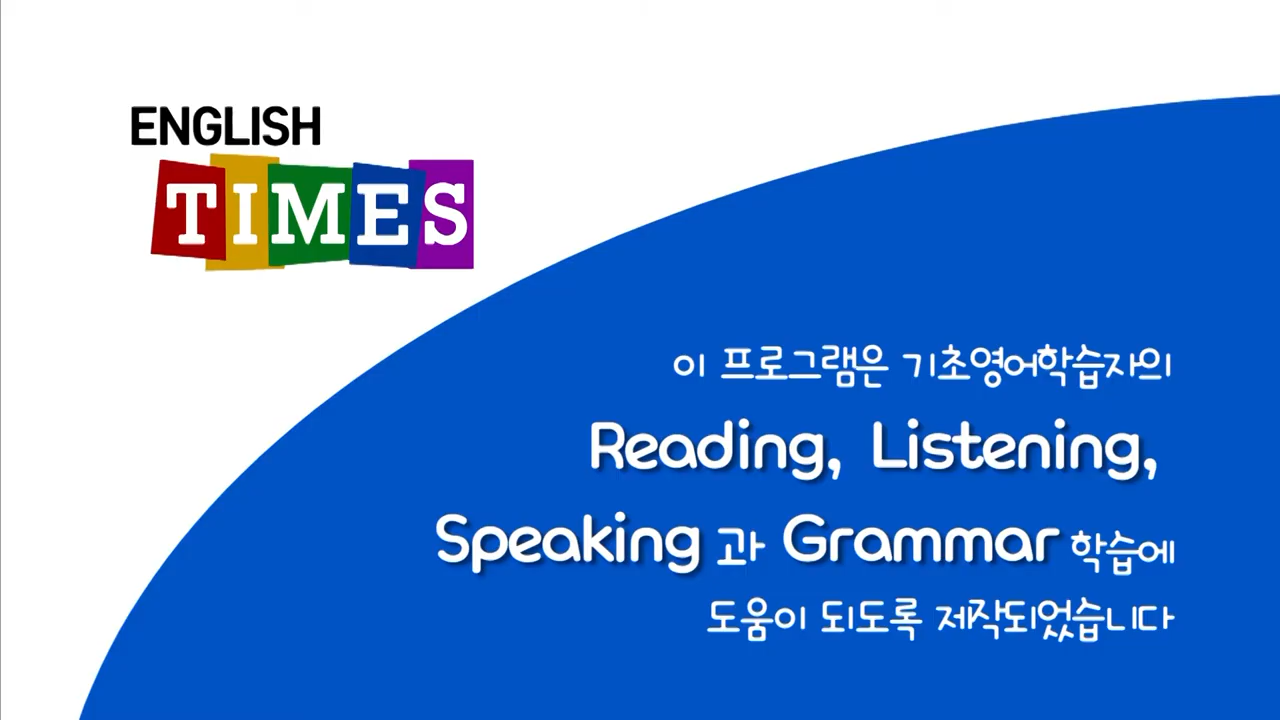 ENGLISH
TIMES
이 프로그램은 기초영어학습자의
Reading, Listening,
Speaking 과 Grammar 학습에
도움이 되도록 제작되었습니다